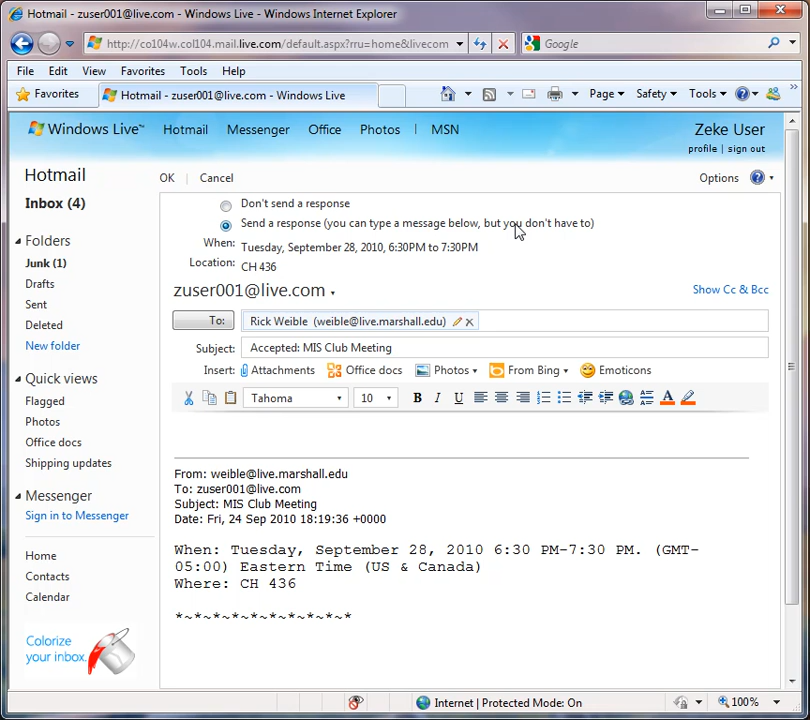 Hotmail - zuser001@live.com - Windows Live - Windows Internet Explorer
http://co104w.col104.mail.live.com/default.aspx?rru=home&livecom
Google
File Edit View Favorites Tools Help
Favorites Hotmail - zuser001@live.com - Windows Live Page Safety Tools
Windows Live™ Hotmail Messenger Office Photos | MSN Zeke User
profile | sign out
Hotmail OK Cancel Options
Inbox (4)
Don't send a response
Send a response (you can type a message below, but you don't have to)
When: Tuesday, September 28, 2010, 6:30PM to 7:30PM
Location: CH 436
Folders
Junk (1)
Drafts
Sent
Deleted
New folder
Quick views
Flagged
Photos
Office docs
Shipping updates
Messenger
Sign in to Messenger
Home
Contacts
Calendar
Colorize
your inbox.
zuser001@live.com Show Cc & Bcc
To: Rick Weible (weible@live.marshall.edu)
Subject: Accepted: MIS Club Meeting
Insert: Attachments Office docs Photos From Bing Emoticons
Tahoma 10 B I U A
From: weible@live.marshall.edu
To: zuser001@live.com
Subject: MIS Club Meeting
Date: Fri, 24 Sep 2010 18:19:36 +0000
When: Tuesday, September 28, 2010 6:30 PM-7:30 PM. (GMT-
05:00) Eastern Time (US & Canada)
Where: CH 436
*~*~*~*~*~*~*~*~*~*
Internet | Protected Mode: On 100%